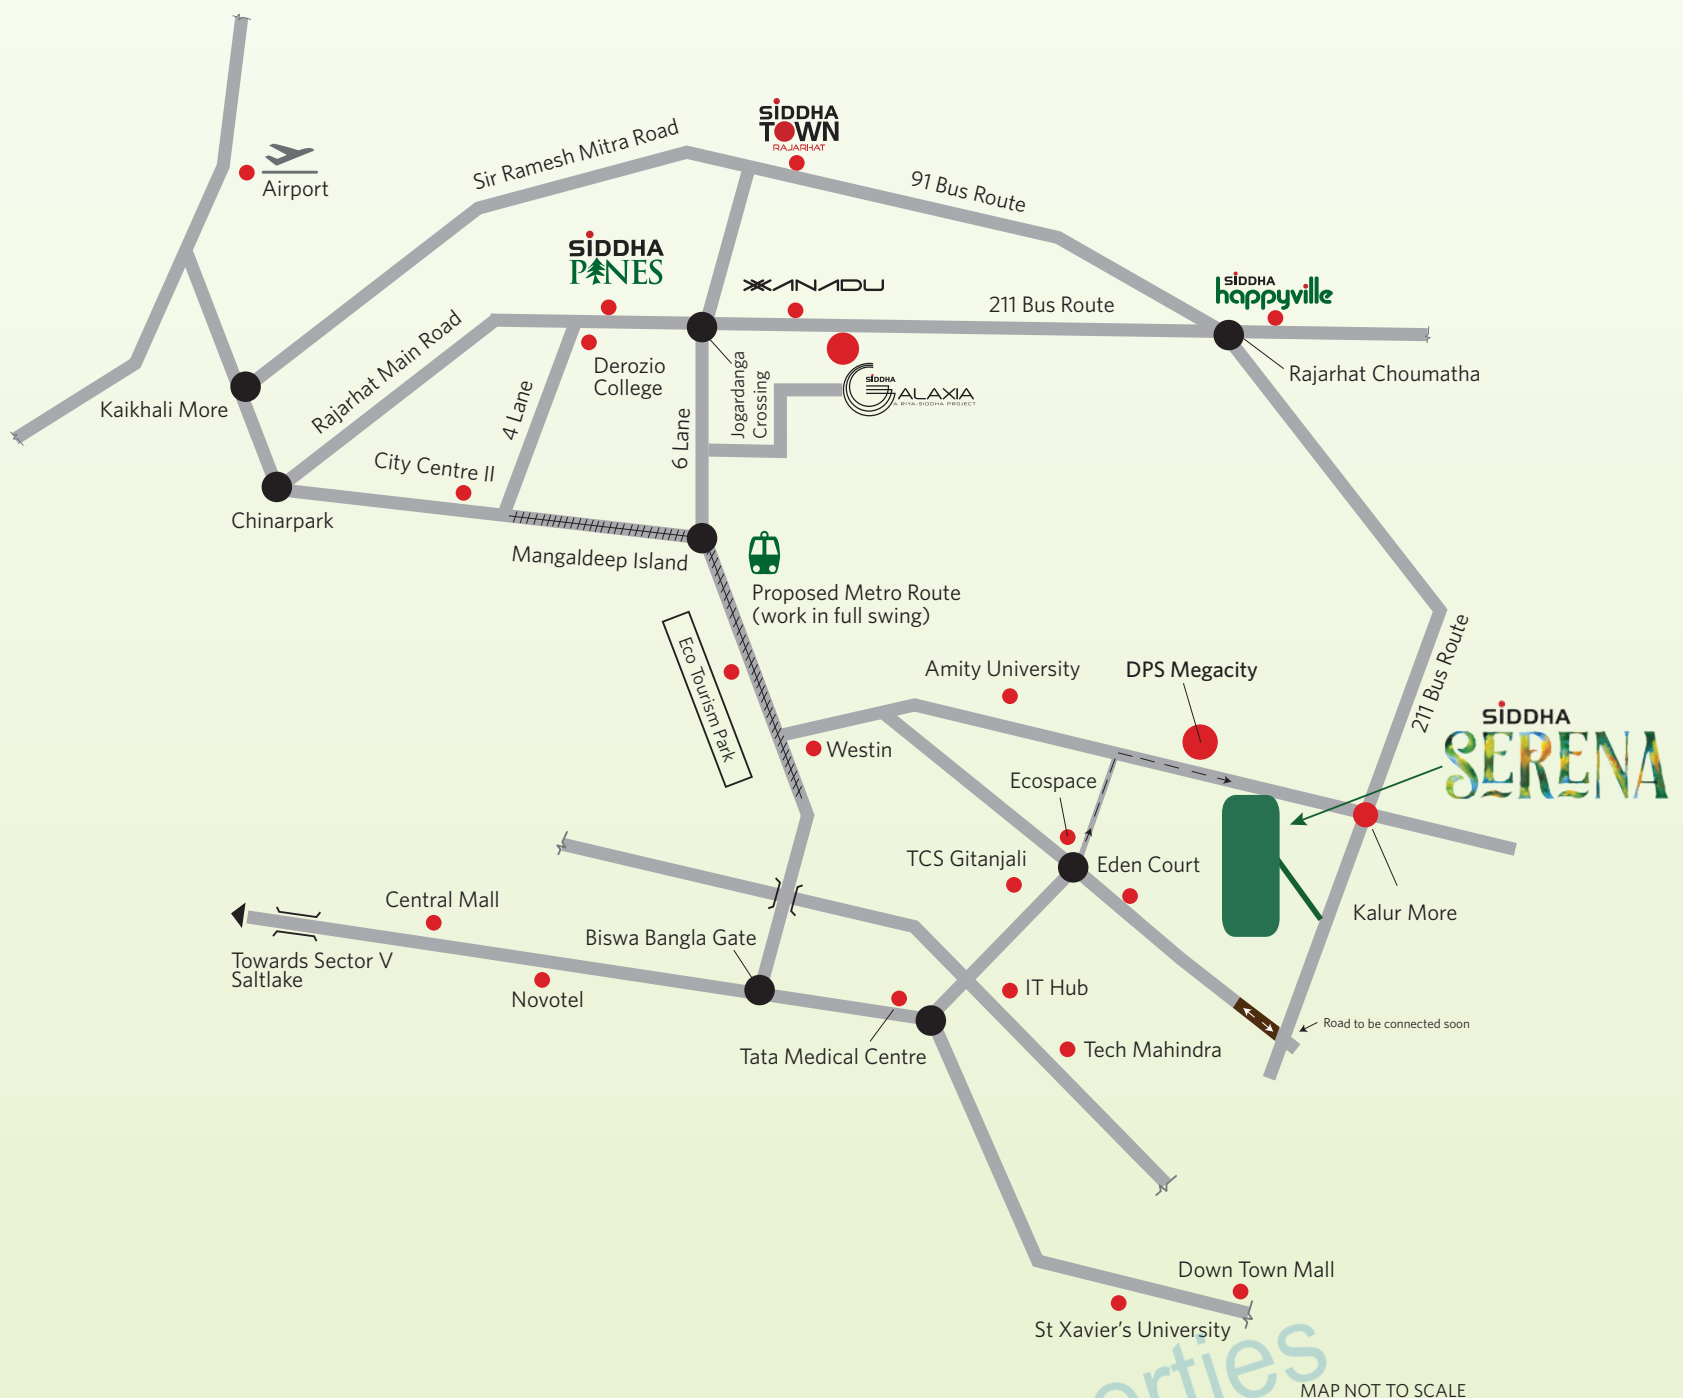 SIDDHA
TOWN
RAJARHAT
Sir Ramesh Mitra Road
91 Bus Route
Airport
SIDDHA
PINES
XANADU
SIDDHA
happyville
211 Bus Route
Rajarhat Main Road
Derozio
College
Jogardanga
Crossing
Rajarhat Choumatha
SIDDHA
GALAXIA
A RIYA-SIDDHA PROJECT
Kaikhali More
4 Lane
6 Lane
City Centre II
Chinarpark
Mangaldeep Island
Proposed Metro Route
(work in full swing)
Eco Tourism Park
Amity University
DPS Megacity
211 Bus Route
SIDDHA
SERENA
Westin
Ecospace
TCS Gitanjali
Eden Court
Central Mall
Kalur More
Biswa Bangla Gate
Towards Sector V
Saltlake
Novotel
IT Hub
Road to be connected soon
Tata Medical Centre
Tech Mahindra
Down Town Mall
St Xavier's University
erties
MAP NOT TO SCALE